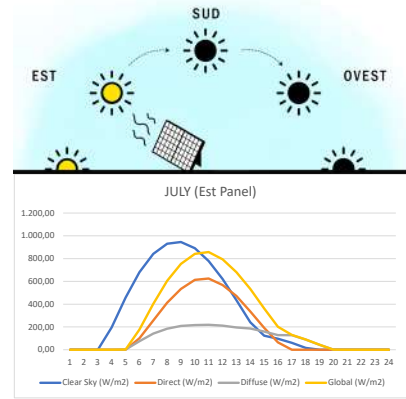 SUD
EST
OVEST
JULY (Est Panel)
1.200,00
1.000,00
800,00
600,00
400,00
200,00
0,00
1 2 3 4 5 6 7 8 9 10 11 12 13 14 15 16 17 18 19 20 21 22 23 24
Clear Sky (W/m2) Direct (W/m2) Diffuse (W/m2) Global (W/m2)